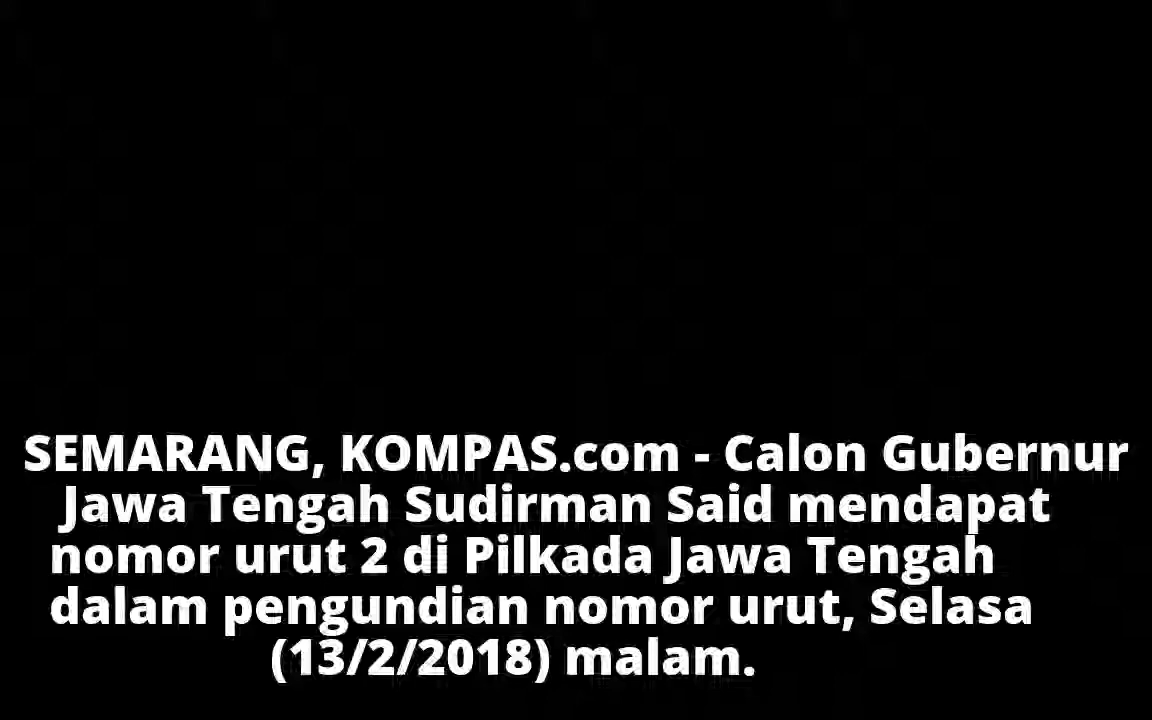 SEMARANG, KOMPAS.com - Calon Gubernur
Jawa Tengah Sudirman Said mendapat
nomor urut 2 di Pilkada Jawa Tengah
dalam pengundian nomor urut, Selasa
(13/2/2018) malam.